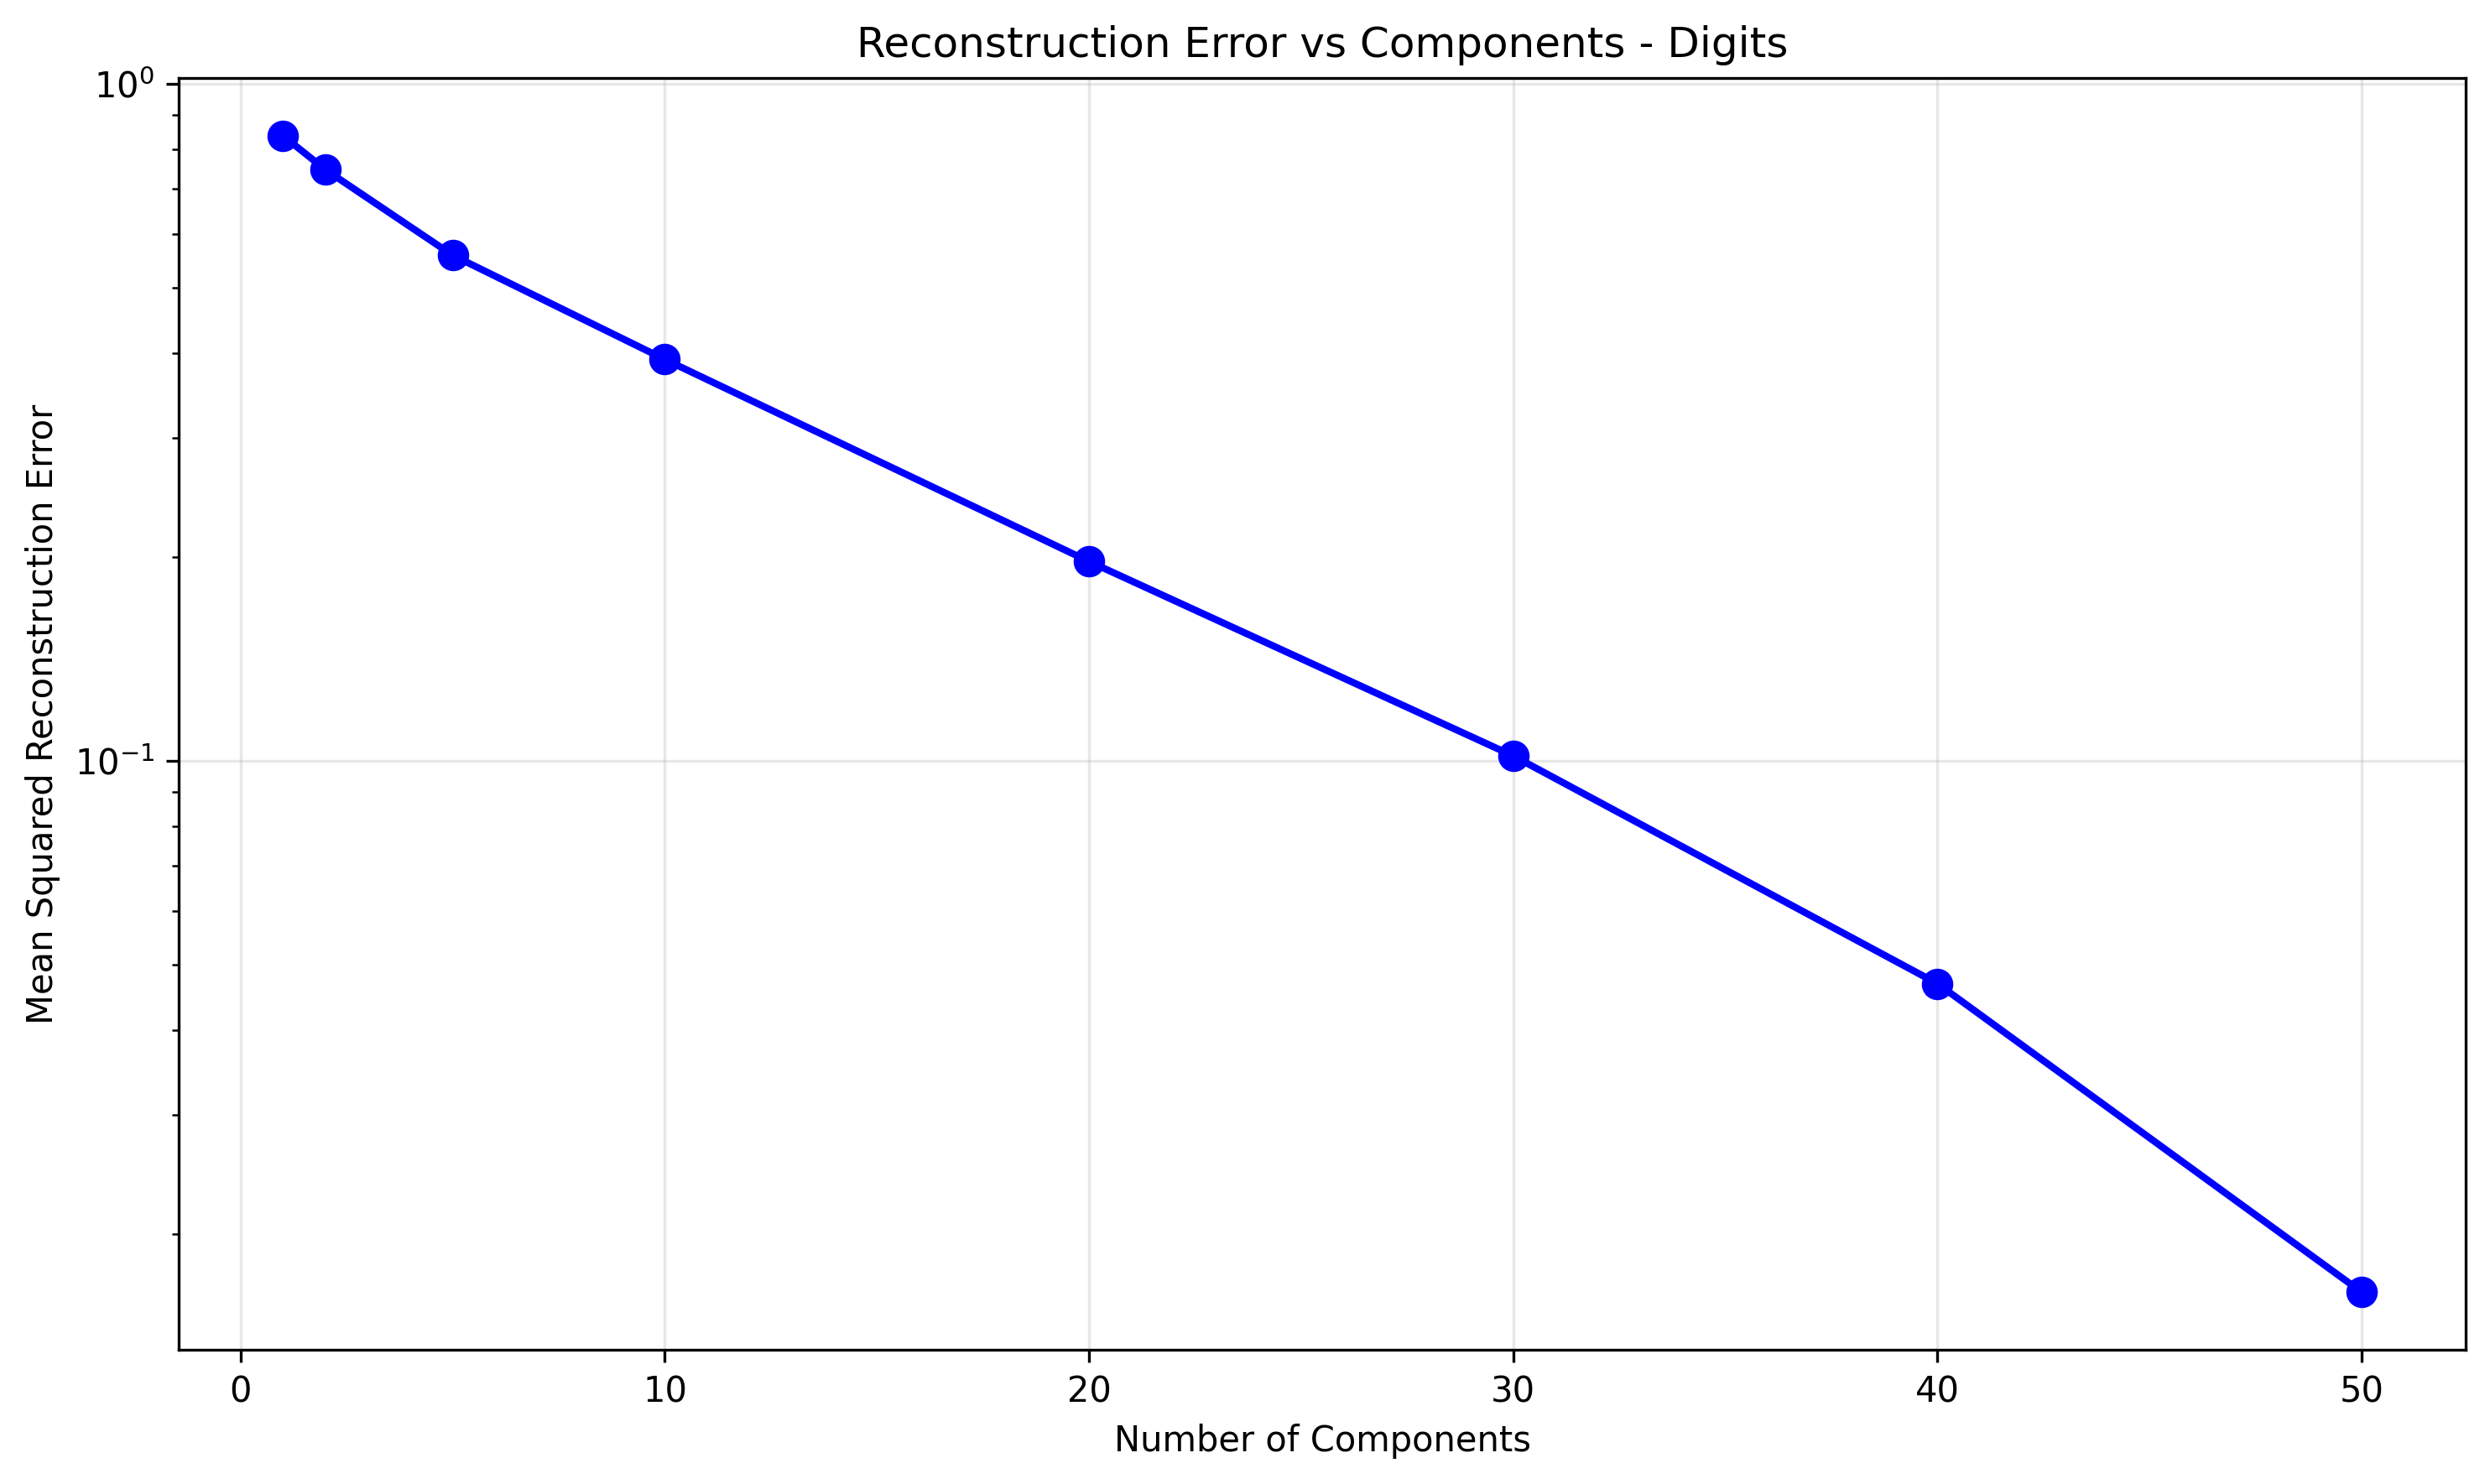 Reconstruction Error vs Components - Digits
Mean Squared Reconstruction Error
10⁰
10⁻¹
0 10 20 30 40 50
Number of Components